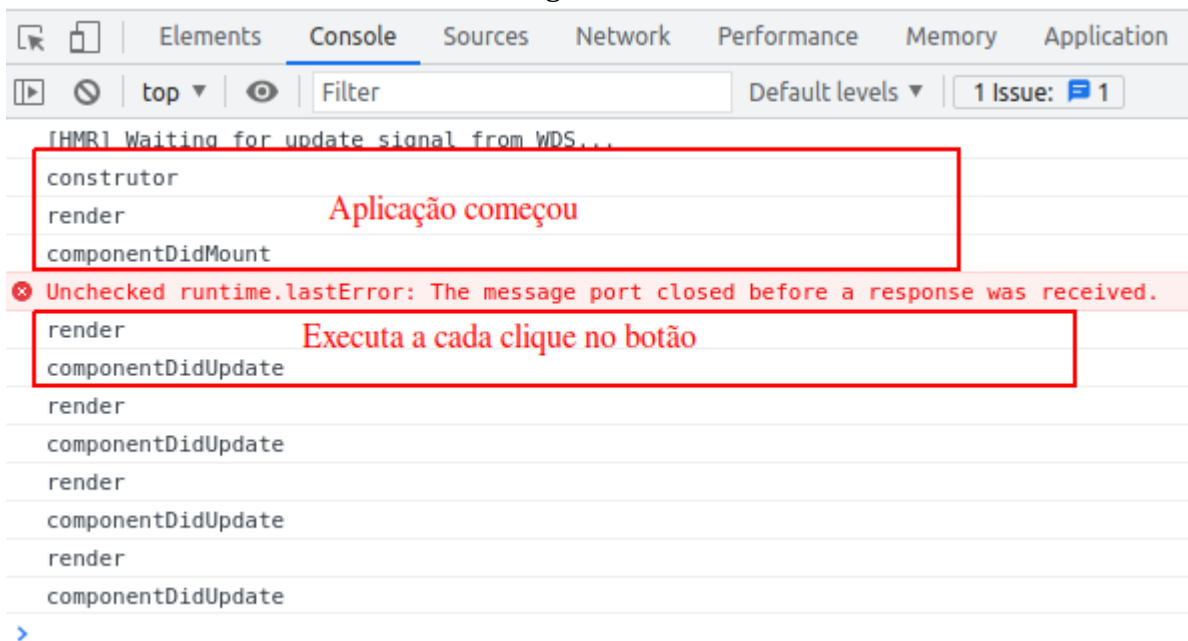 Elements Console Sources Network Performance Memory Application
top Filter Default levels 1 Issue: 1
[HMR] Waiting for update signal from WDS...
construtor
render
Aplicação começou
componentDidMount
Unchecked runtime.lastError: The message port closed before a response was received.
render
Executa a cada clique no botão
componentDidUpdate
render
componentDidUpdate
render
componentDidUpdate
render
componentDidUpdate